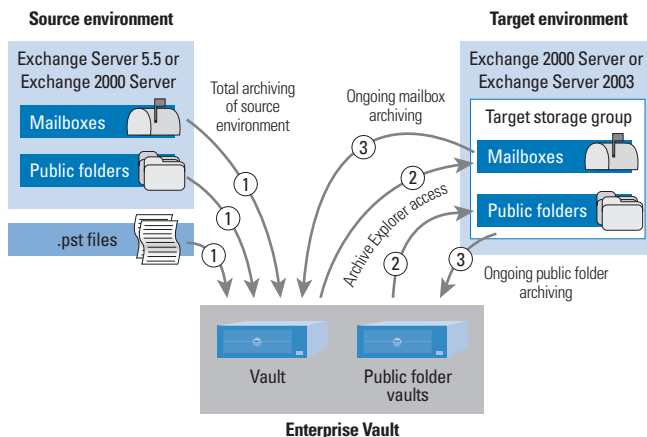 Source environment
Exchange Server 5.5 or
Exchange 2000 Server
Mailboxes
Public folders
.pst files
Total archiving
of source
environment
1
1
1
Target environment
Exchange 2000 Server or
Exchange Server 2003
Target storage group
Mailboxes
Public folders
Ongoing mailbox
archiving
3
2
Archive Explorer access
2
3
Ongoing public folder
archiving
Vault
Public folder
vaults
Enterprise Vault